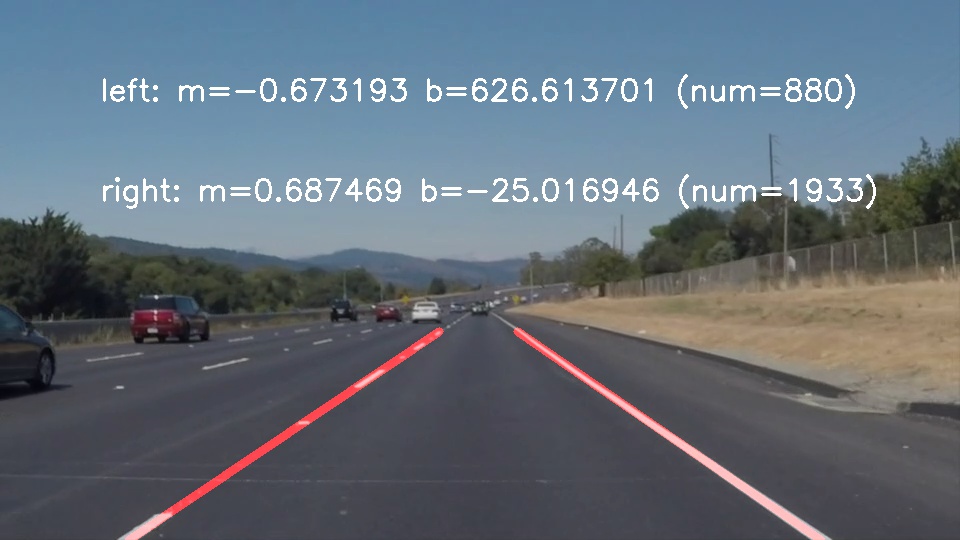 left: m=-0.673193 b=626.613701 (num=880)
right: m=0.687469 b=-25.016946 (num=1933)